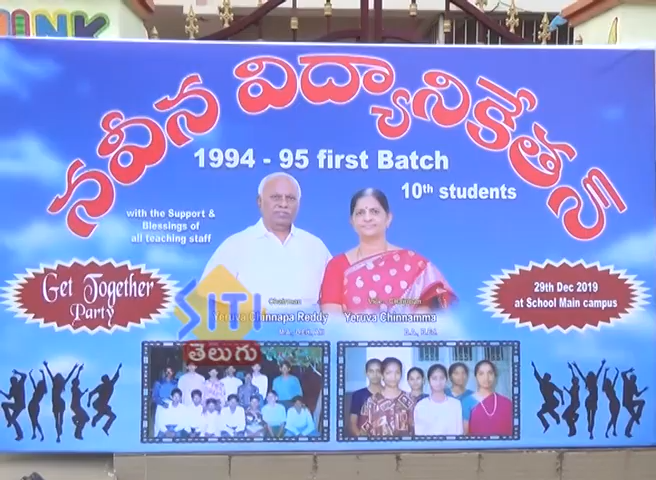 నవీన విద్యానికేతన్
1994 - 95 first Batch
10th students
with the Support &
Blessings of
all teaching staff
Get Together
Party
29th Dec 2019
at School Main campus
Chairman
Yeruva Chinnapa Reddy
Yeruva Chinnamma
B.A., B.Ed.
SITI
తెలుగు